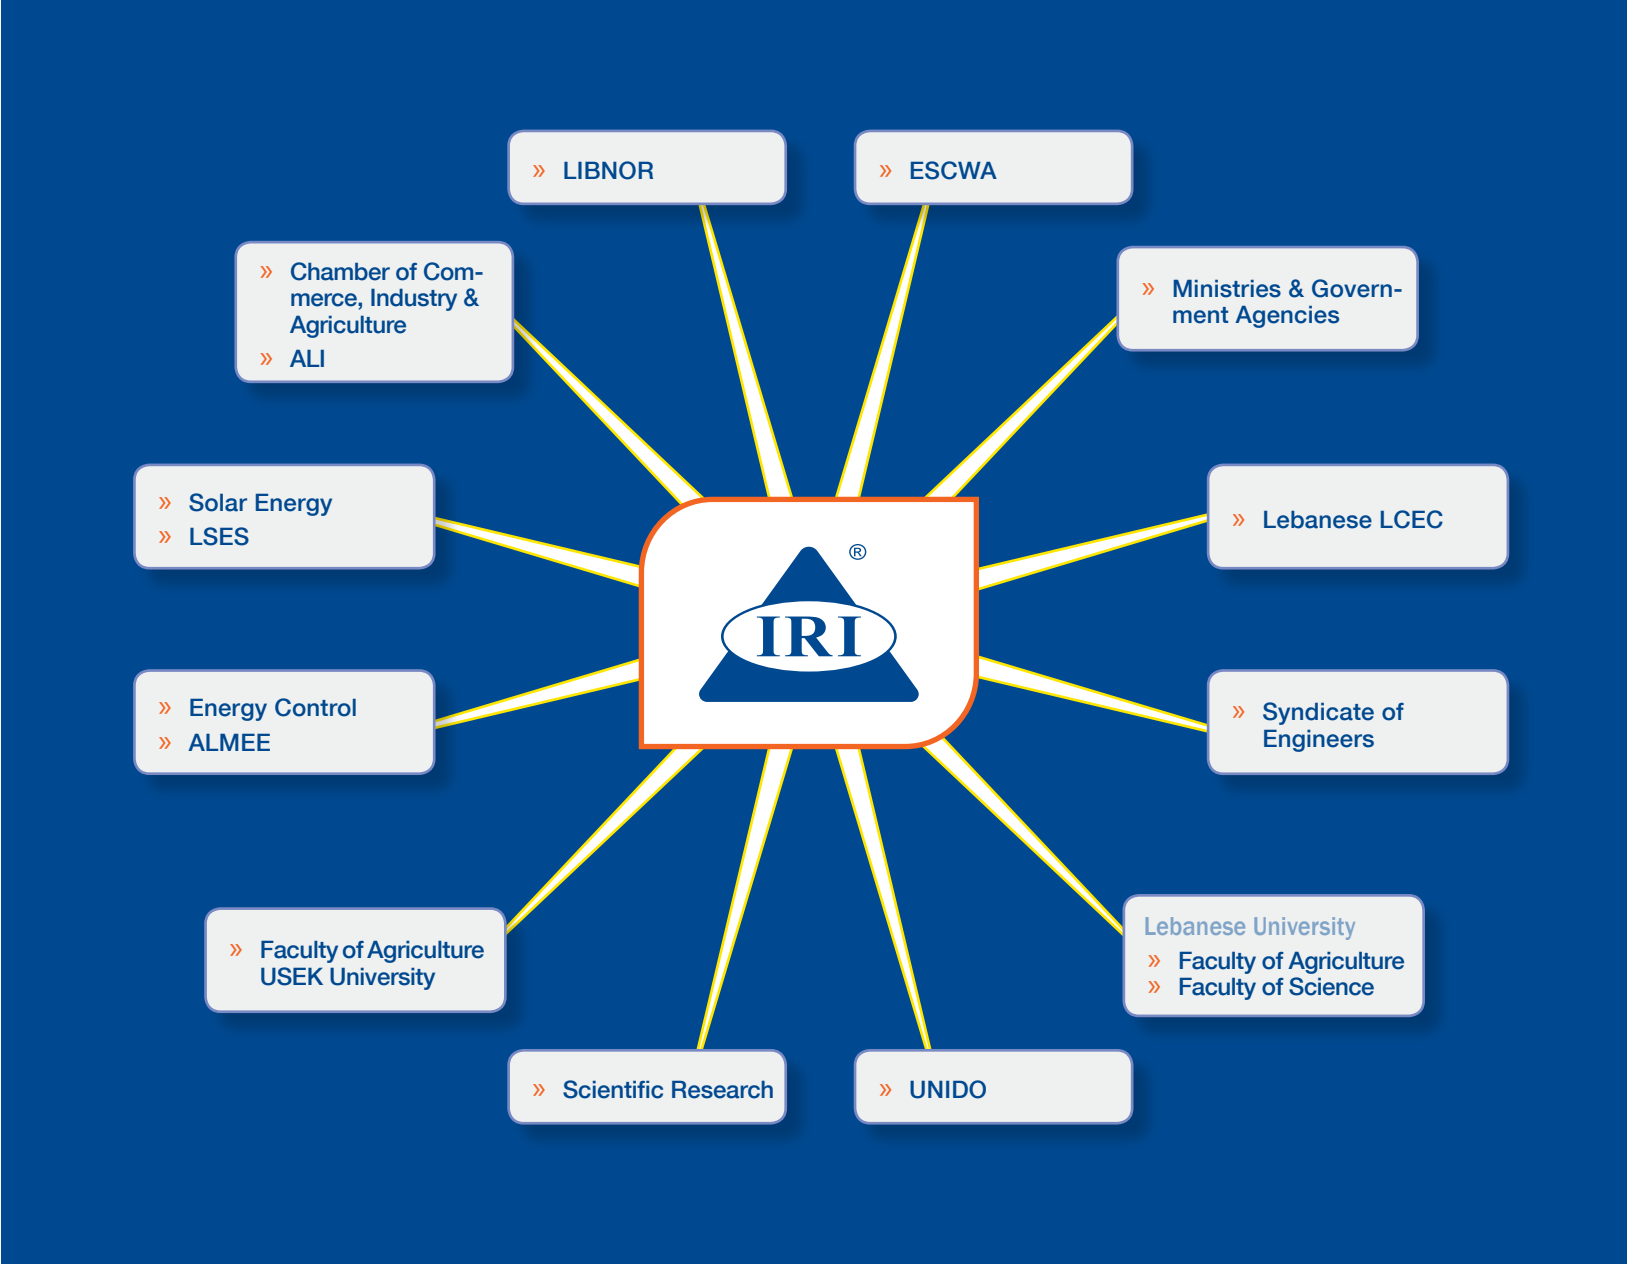 » LIBNOR
» ESCWA
» Chamber of Com-
merce, Industry &
Agriculture
» ALI
» Ministries & Govern-
ment Agencies
» Solar Energy
» LSES
» Lebanese LCEC
®
IRI
» Energy Control
» ALMEE
» Syndicate of
Engineers
» Faculty of Agriculture
USEK University
Lebanese University
» Faculty of Agriculture
» Faculty of Science
» Scientific Research
» UNIDO